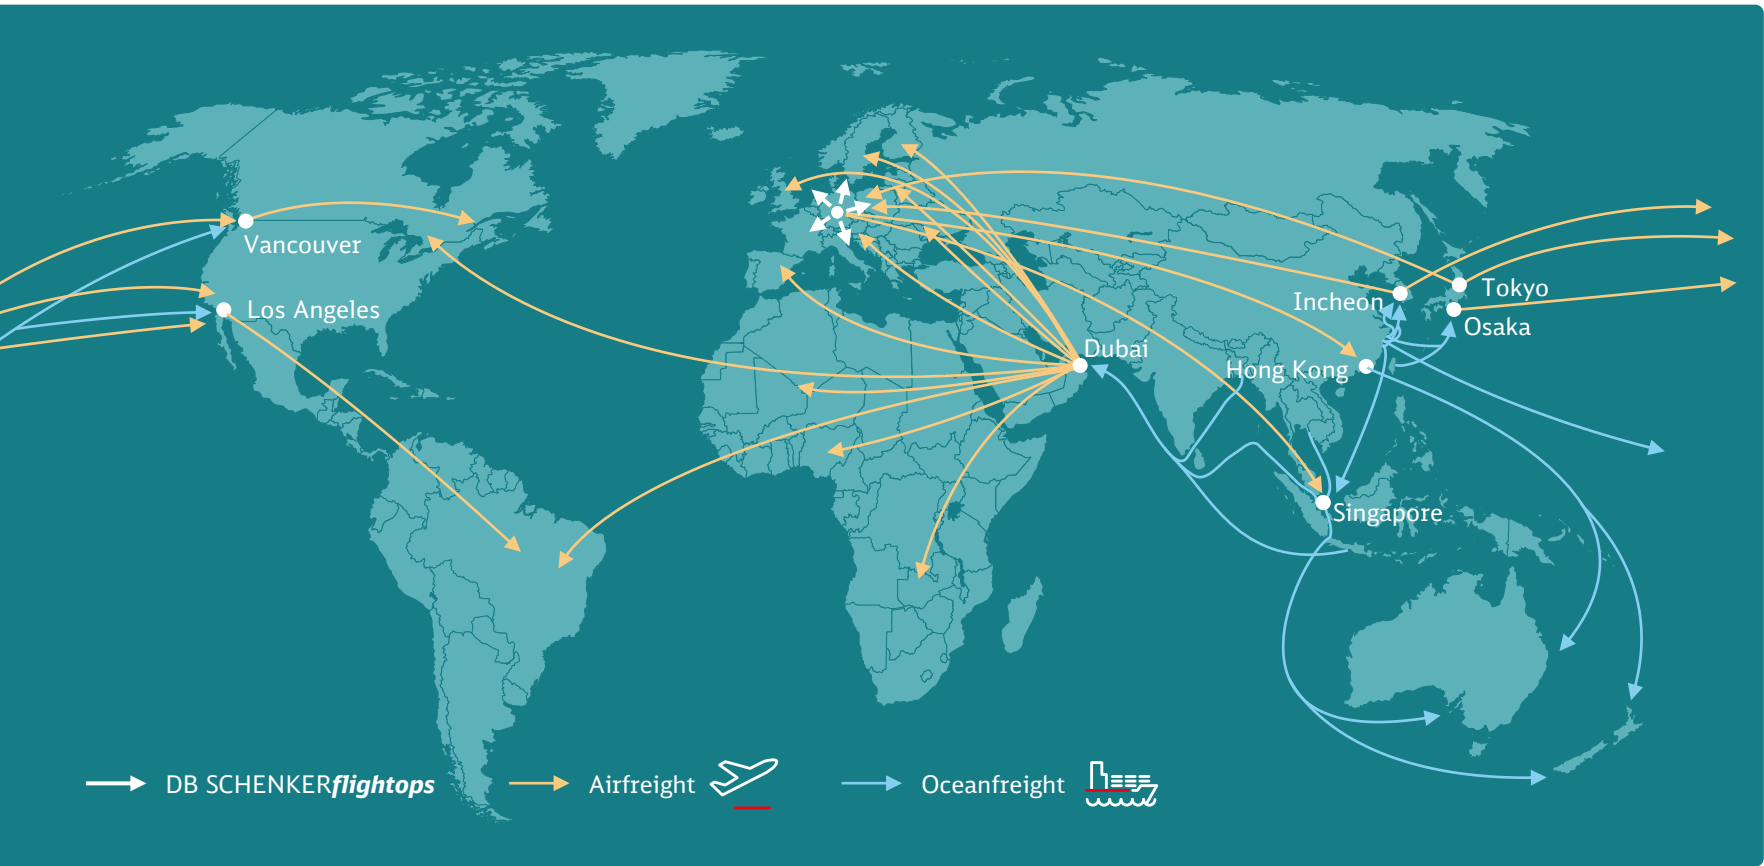 Vancouver
Los Angeles
Incheon
Tokyo
Osaka
Dubai
Hong Kong
Singapore
DB SCHENKERflightops
Airfreight
Oceanfreight